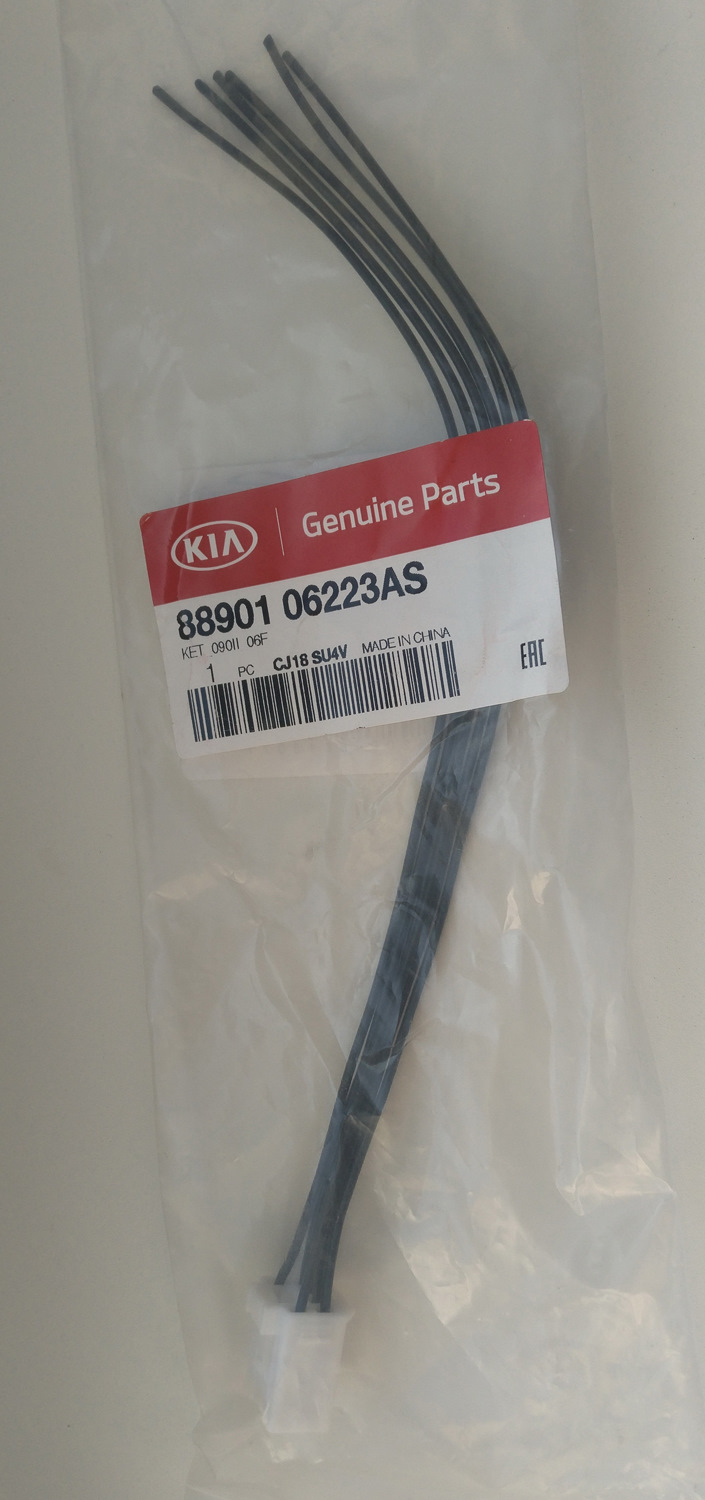 KIA Genuine Parts
88901 06223AS
KET 090II 06F
1 PC CJ18 SU4V MADE IN CHINA
EAC